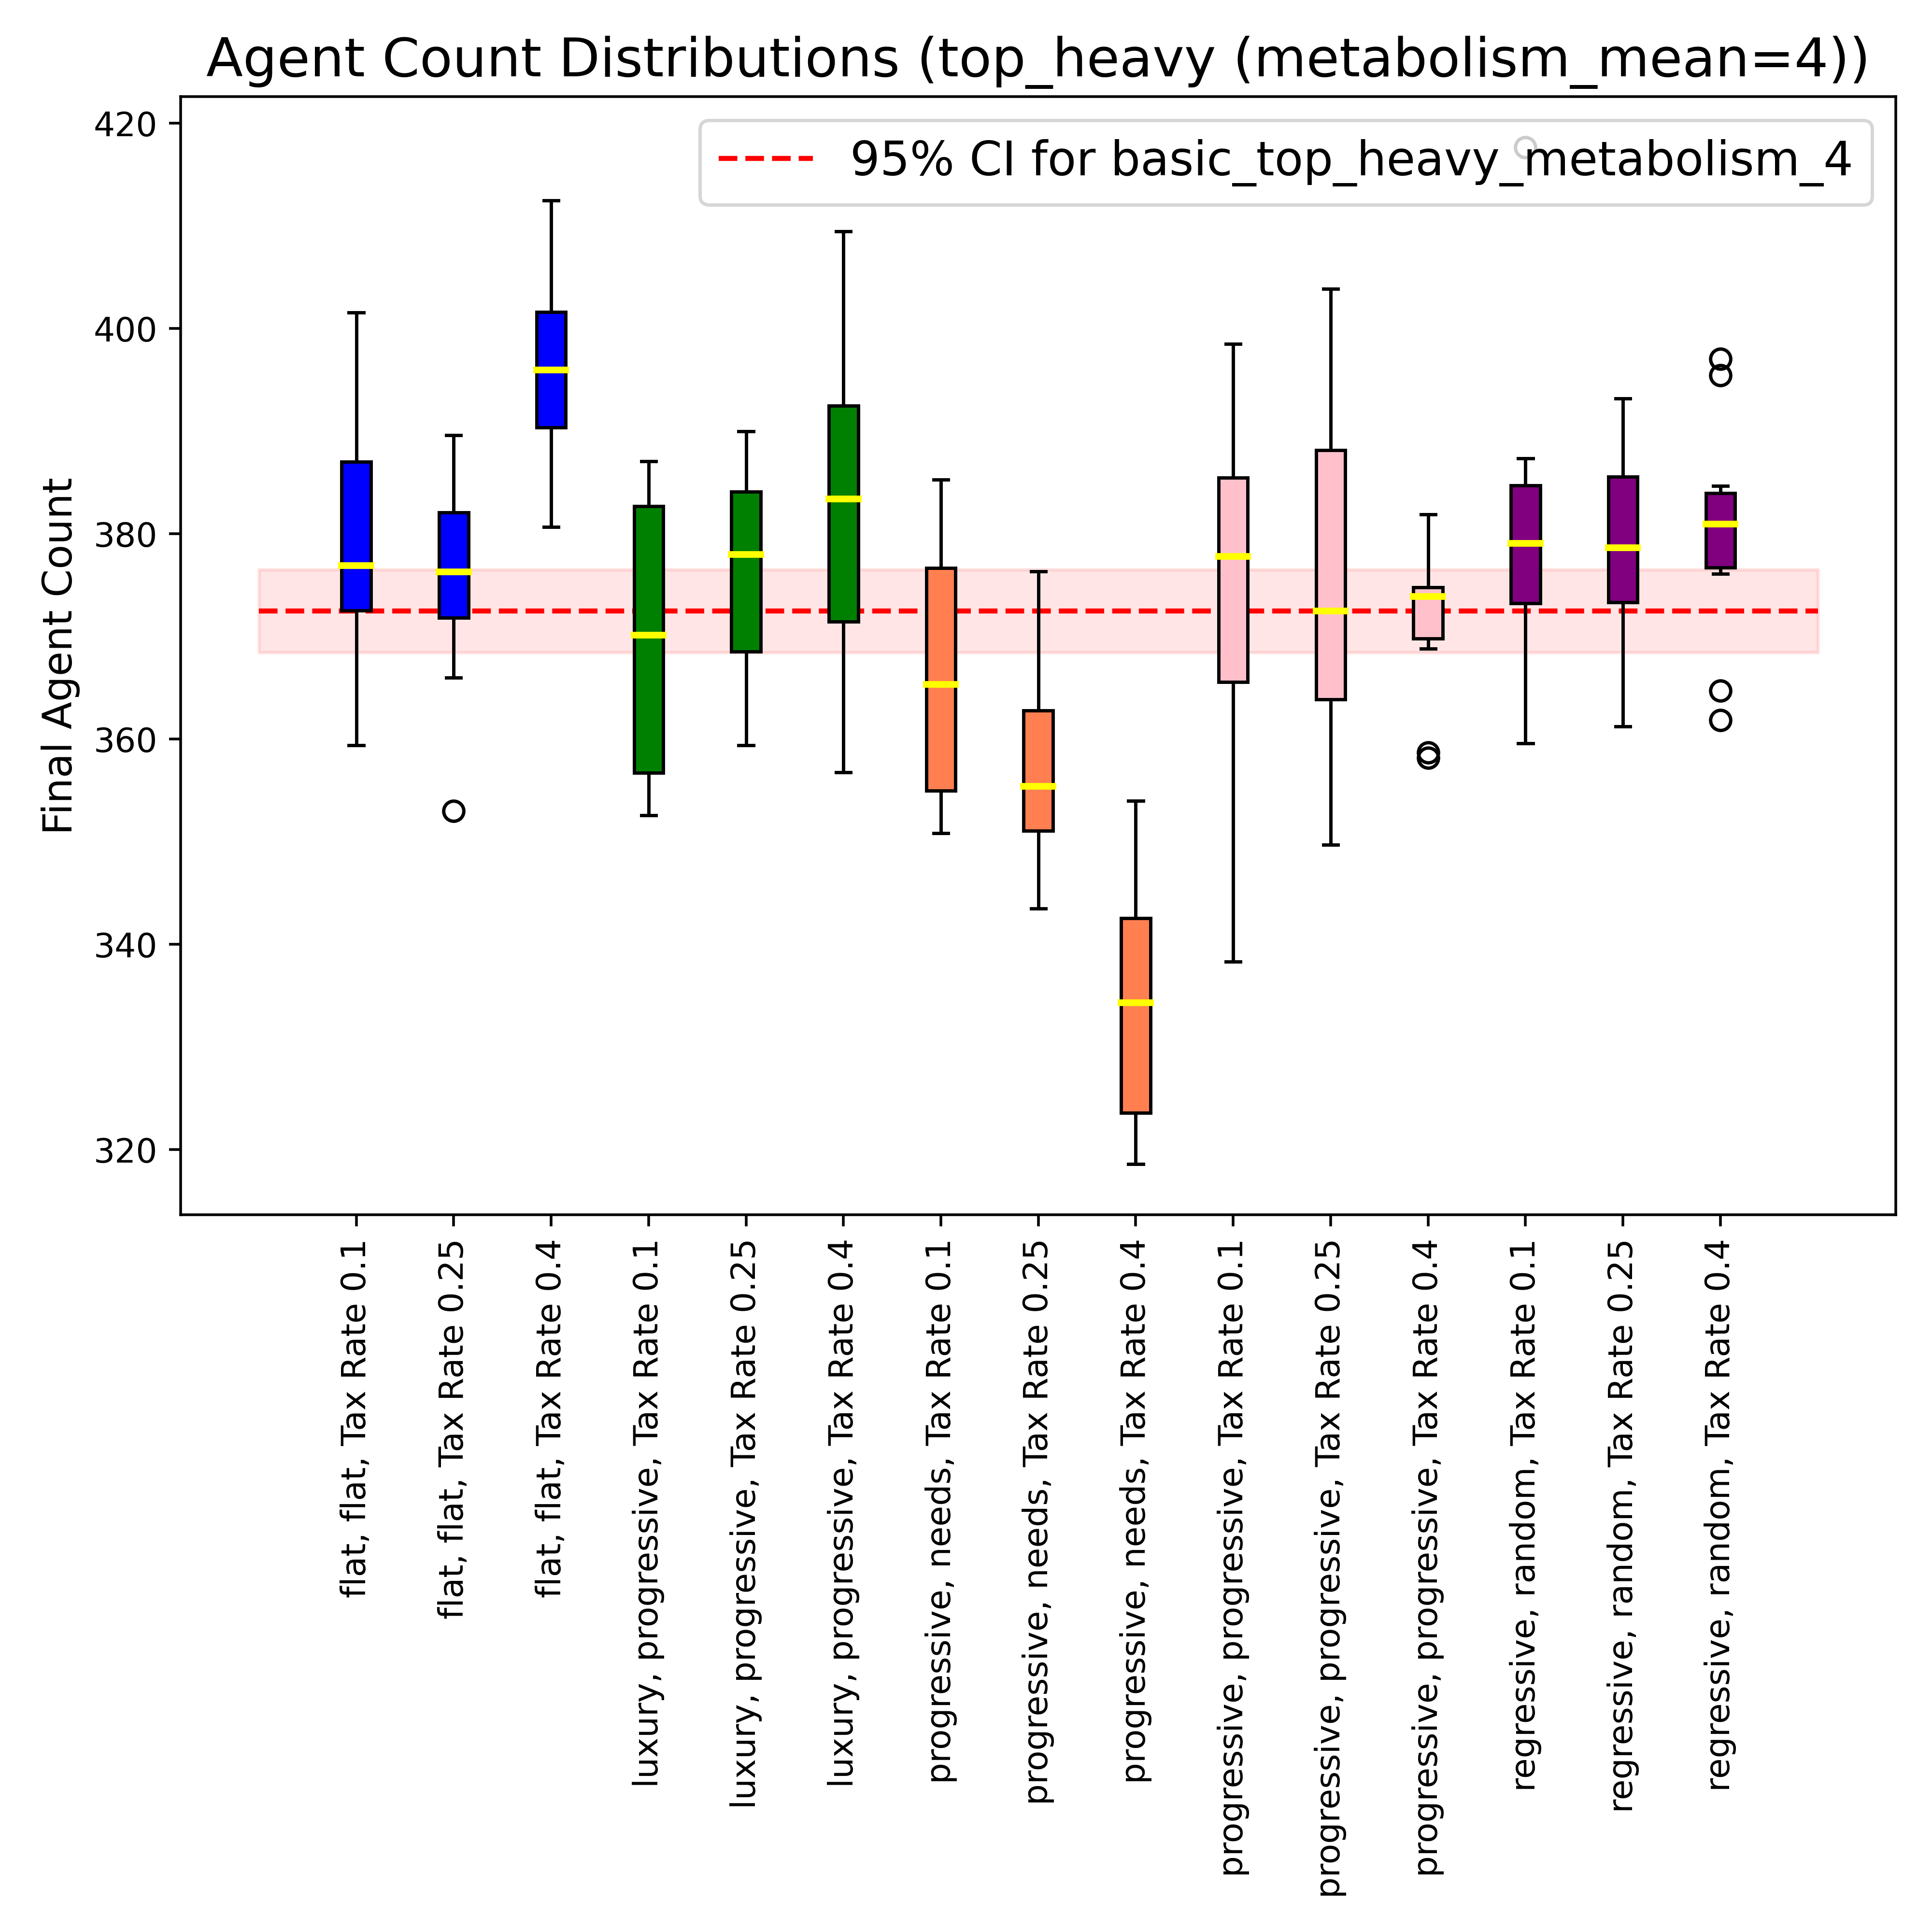 Agent Count Distributions (top_heavy (metabolism_mean=4))
95% CI for basic_top_heavy_metabolism_4
Final Agent Count
420
400
380
360
340
320
flat, flat, Tax Rate 0.1
flat, flat, Tax Rate 0.25
flat, flat, Tax Rate 0.4
luxury, progressive, Tax Rate 0.1
luxury, progressive, Tax Rate 0.25
luxury, progressive, Tax Rate 0.4
progressive, needs, Tax Rate 0.1
progressive, needs, Tax Rate 0.25
progressive, needs, Tax Rate 0.4
progressive, progressive, Tax Rate 0.1
progressive, progressive, Tax Rate 0.25
progressive, progressive, Tax Rate 0.4
regressive, random, Tax Rate 0.1
regressive, random, Tax Rate 0.25
regressive, random, Tax Rate 0.4